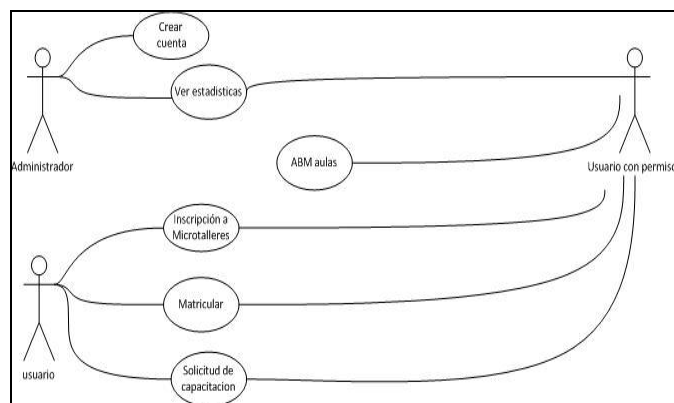 Crear
cuenta
Ver estadisticas
Administrador
ABM aulas
Usuario con permiso
Inscripción a
Microtalleres
Matricular
usuario
Solicitud de
capacitacion